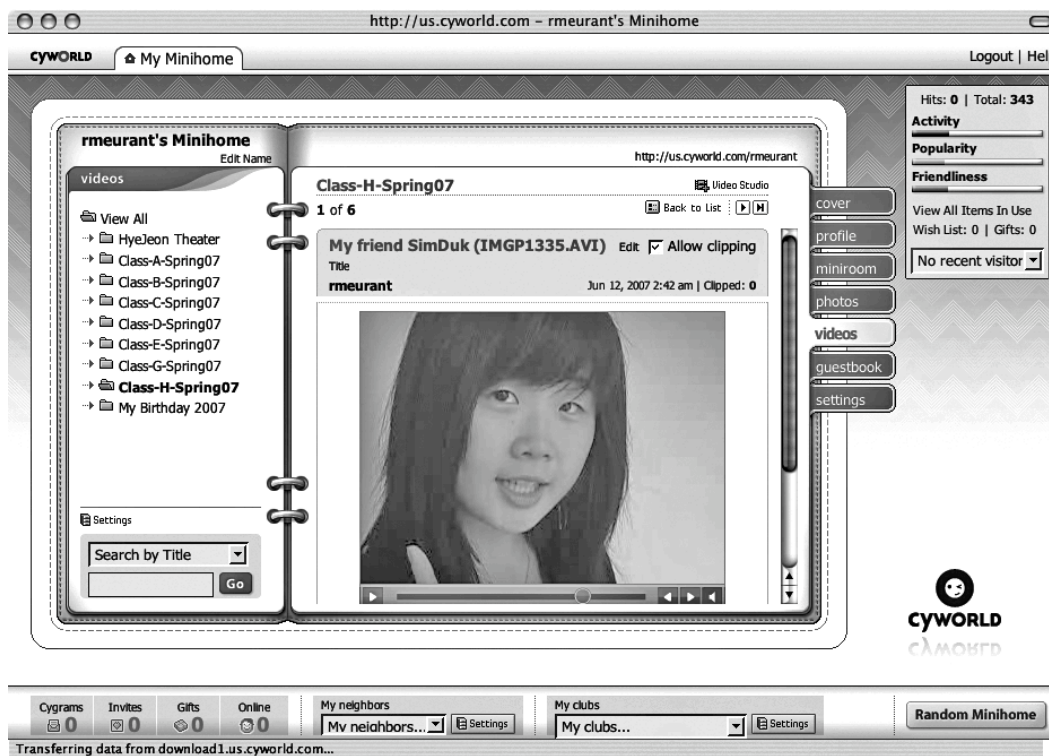 http://us.cyworld.com – rmeurant's Minihome
CYWORLD
My Minihome
Logout | Hel
rmeurant's Minihome
Edit Name
videos
View All
HyeJeon Theater
Class-A-Spring07
Class-B-Spring07
Class-C-Spring07
Class-D-Spring07
Class-E-Spring07
Class-G-Spring07
Class-H-Spring07
My Birthday 2007
Settings
Search by Title
Go
http://us.cyworld.com/rmeurant
Class-H-Spring07
Video Studio
1 of 6
Back to List
My friend SimDuk (IMGP1335.AVI) Edit Allow clipping
Title
rmeurant
Jun 12, 2007 2:42 am | Clipped: 0
cover
profile
miniroom
photos
videos
guestbook
settings
Hits: 0 | Total: 343
Activity
Popularity
Friendliness
View All Items In Use
Wish List: 0 | Gifts: 0
No recent visitor
CYWORLD
Cygrams Invites Gifts Online
0 0 0 0
My neighbors
My neighbors...
Settings
My clubs
My clubs...
Settings
Random Minihome
Transferring data from download1.us.cyworld.com...